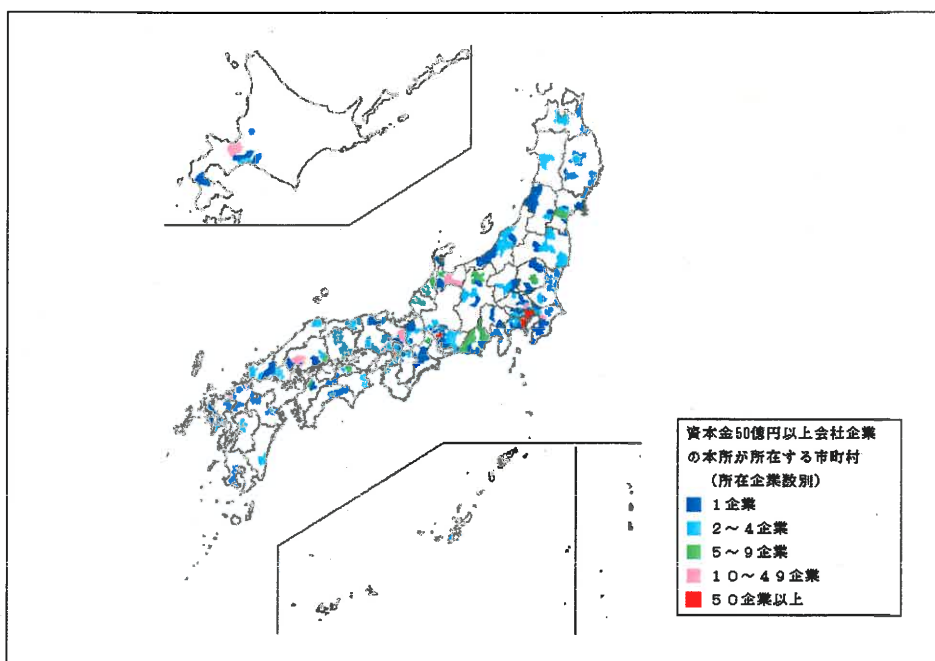 資本金50億円以上会社企業
の本所が所在する市町村
(所在企業数別)
1企業
2～4企業
5～9企業
10～49企業
50企業以上